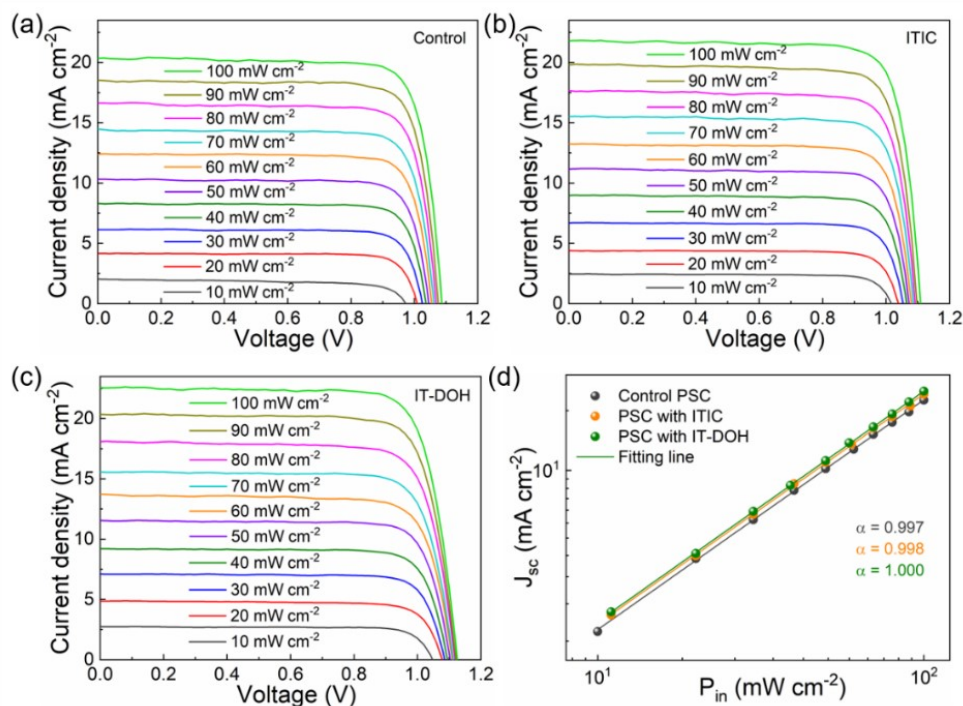 (a)
Control
Current density (mA cm⁻²)
20
15
10
5
0
100 mW cm⁻²
90 mW cm⁻²
80 mW cm⁻²
70 mW cm⁻²
60 mW cm⁻²
50 mW cm⁻²
40 mW cm⁻²
30 mW cm⁻²
20 mW cm⁻²
10 mW cm⁻²
0.0 0.2 0.4 0.6 0.8 1.0 1.2
Voltage (V)
(b)
ITIC
Current density (mA cm⁻²)
20
15
10
5
0
100 mW cm⁻²
90 mW cm⁻²
80 mW cm⁻²
70 mW cm⁻²
60 mW cm⁻²
50 mW cm⁻²
40 mW cm⁻²
30 mW cm⁻²
20 mW cm⁻²
10 mW cm⁻²
0.0 0.2 0.4 0.6 0.8 1.0 1.2
Voltage (V)
(c)
IT-DOH
Current density (mA cm⁻²)
20
15
10
5
0
100 mW cm⁻²
90 mW cm⁻²
80 mW cm⁻²
70 mW cm⁻²
60 mW cm⁻²
50 mW cm⁻²
40 mW cm⁻²
30 mW cm⁻²
20 mW cm⁻²
10 mW cm⁻²
0.0 0.2 0.4 0.6 0.8 1.0 1.2
Voltage (V)
(d)
Control PSC
PSC with ITIC
PSC with IT-DOH
Fitting line
J_sc (mA cm⁻²)
10¹
α = 0.997
α = 0.998
α = 1.000
10¹ 10²
P_in (mW cm⁻²)